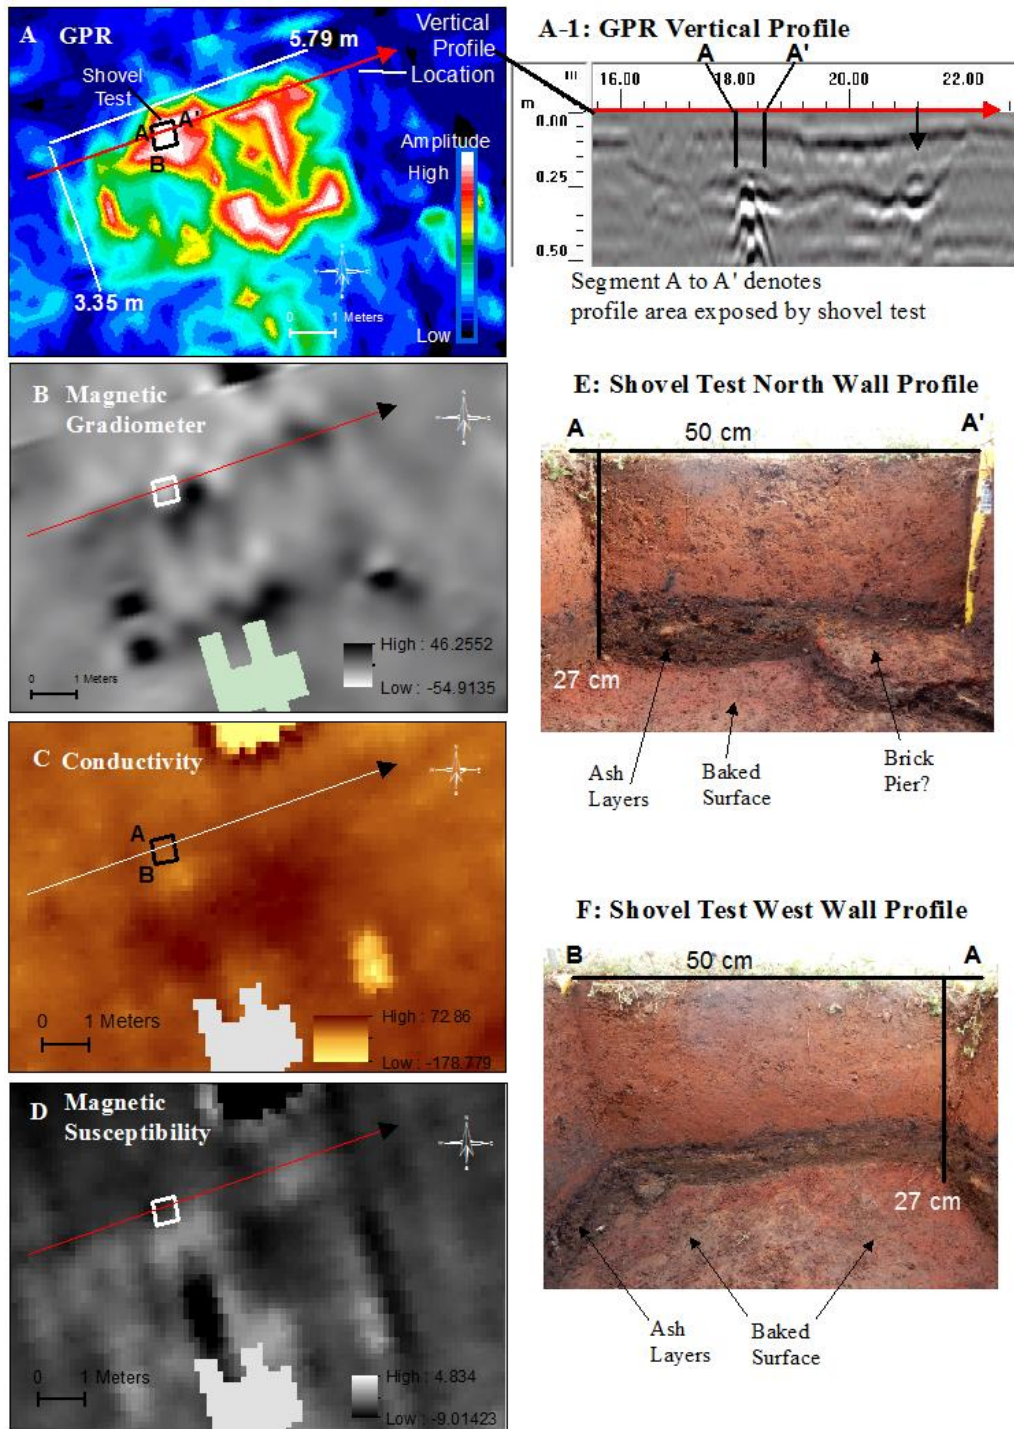 A GPR
5.79 m
Vertical
Profile
Location
Shovel
Test
A A'
B
Amplitude
High
Low
3.35 m
0 1 Meters
A-1: GPR Vertical Profile
A A'
m 16.00 18.00 20.00 22.00
m
0.00
0.25
0.50
Segment A to A' denotes
profile area exposed by shovel test
B Magnetic
Gradiometer
High : 46.2552
Low : -54.9135
0 1 Meters
E: Shovel Test North Wall Profile
A 50 cm A'
27 cm
Ash
Layers
Baked
Surface
Brick
Pier?
C Conductivity
A
B
0 1 Meters
High : 72.86
Low : -178.779
F: Shovel Test West Wall Profile
B 50 cm A
27 cm
Ash
Layers
Baked
Surface
D Magnetic
Susceptibility
0 1 Meters
High : 4.834
Low : -9.01423